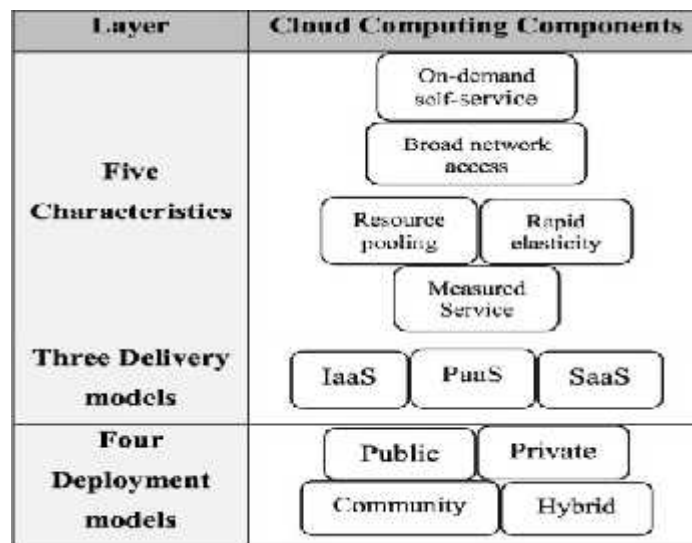 Layer
Cloud Computing Components
Five
Characteristics
On-demand
self-service
Broad network
access
Resource
pooling
Rapid
elasticity
Measured
Service
Three Delivery
models
IaaS
PaaS
SaaS
Four
Deployment
models
Public
Private
Community
Hybrid